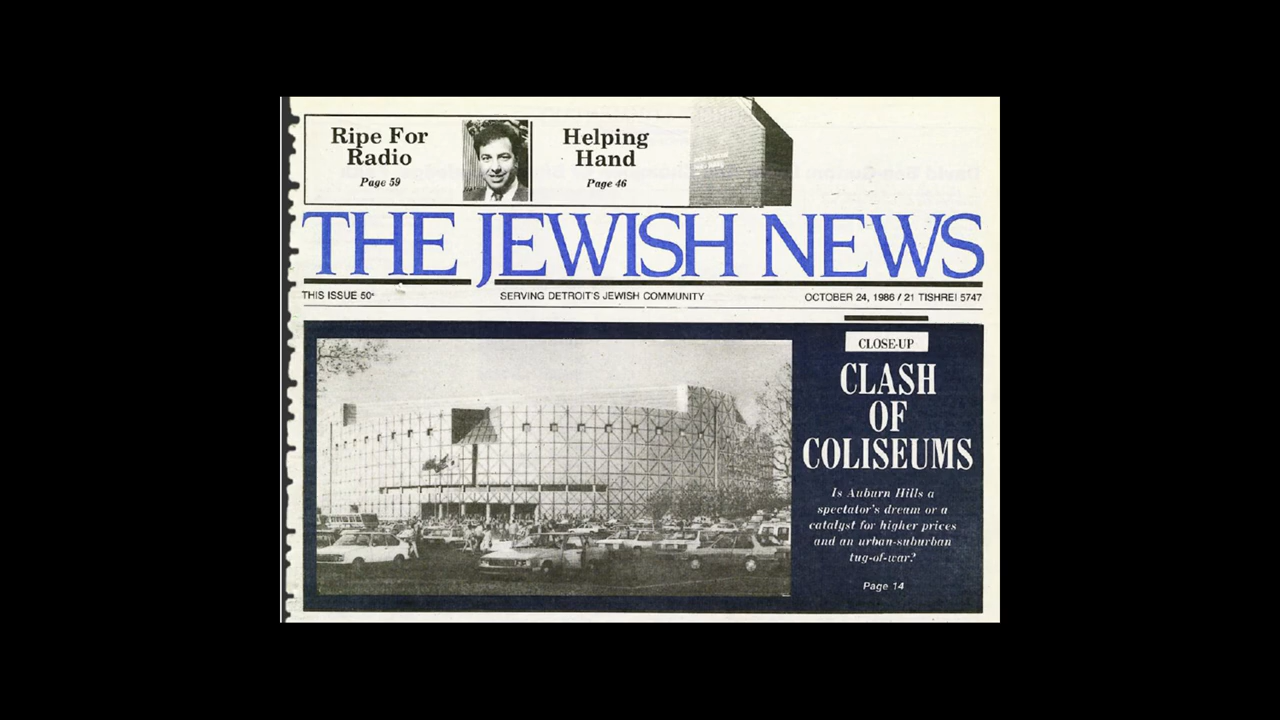 Ripe For
Radio
Page 59
Helping
Hand
Page 46
THE JEWISH NEWS
THIS ISSUE 50¢
SERVING DETROIT'S JEWISH COMMUNITY
OCTOBER 24, 1986 / 21 TISHREI 5747
CLOSE-UP
CLASH
OF
COLISEUMS
Is Auburn Hills a
spectator's dream or a
catalyst for higher prices
and an urban-suburban
tug-of-war?
Page 14